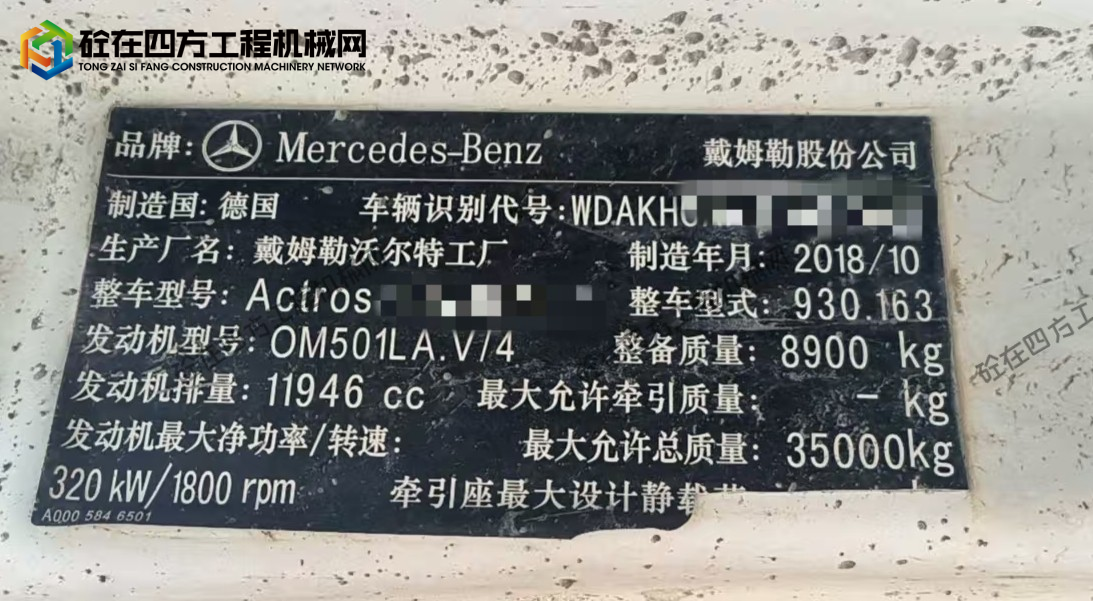 砼在四方工程机械网
TONG ZAI SI FANG-CONSTRUCTION MACHINERY NETWORK
品牌: Mercedes-Benz 戴姆勒股份公司
制造国: 德国 车辆识别代号:WDAKH
生产厂名: 戴姆勒沃尔特工厂 制造年月: 2018/10
整车型号: Actros 整车型式: 930.163
发动机型号: OM501LA.V/4 整备质量: 8900 kg
发动机排量: 11946 cc 最大允许牵引质量: - kg
发动机最大净功率/转速: 最大允许总质量: 35000kg
320 kW/1800 rpm 牵引座最大设计静载
A000 584 6501
砼在四方工